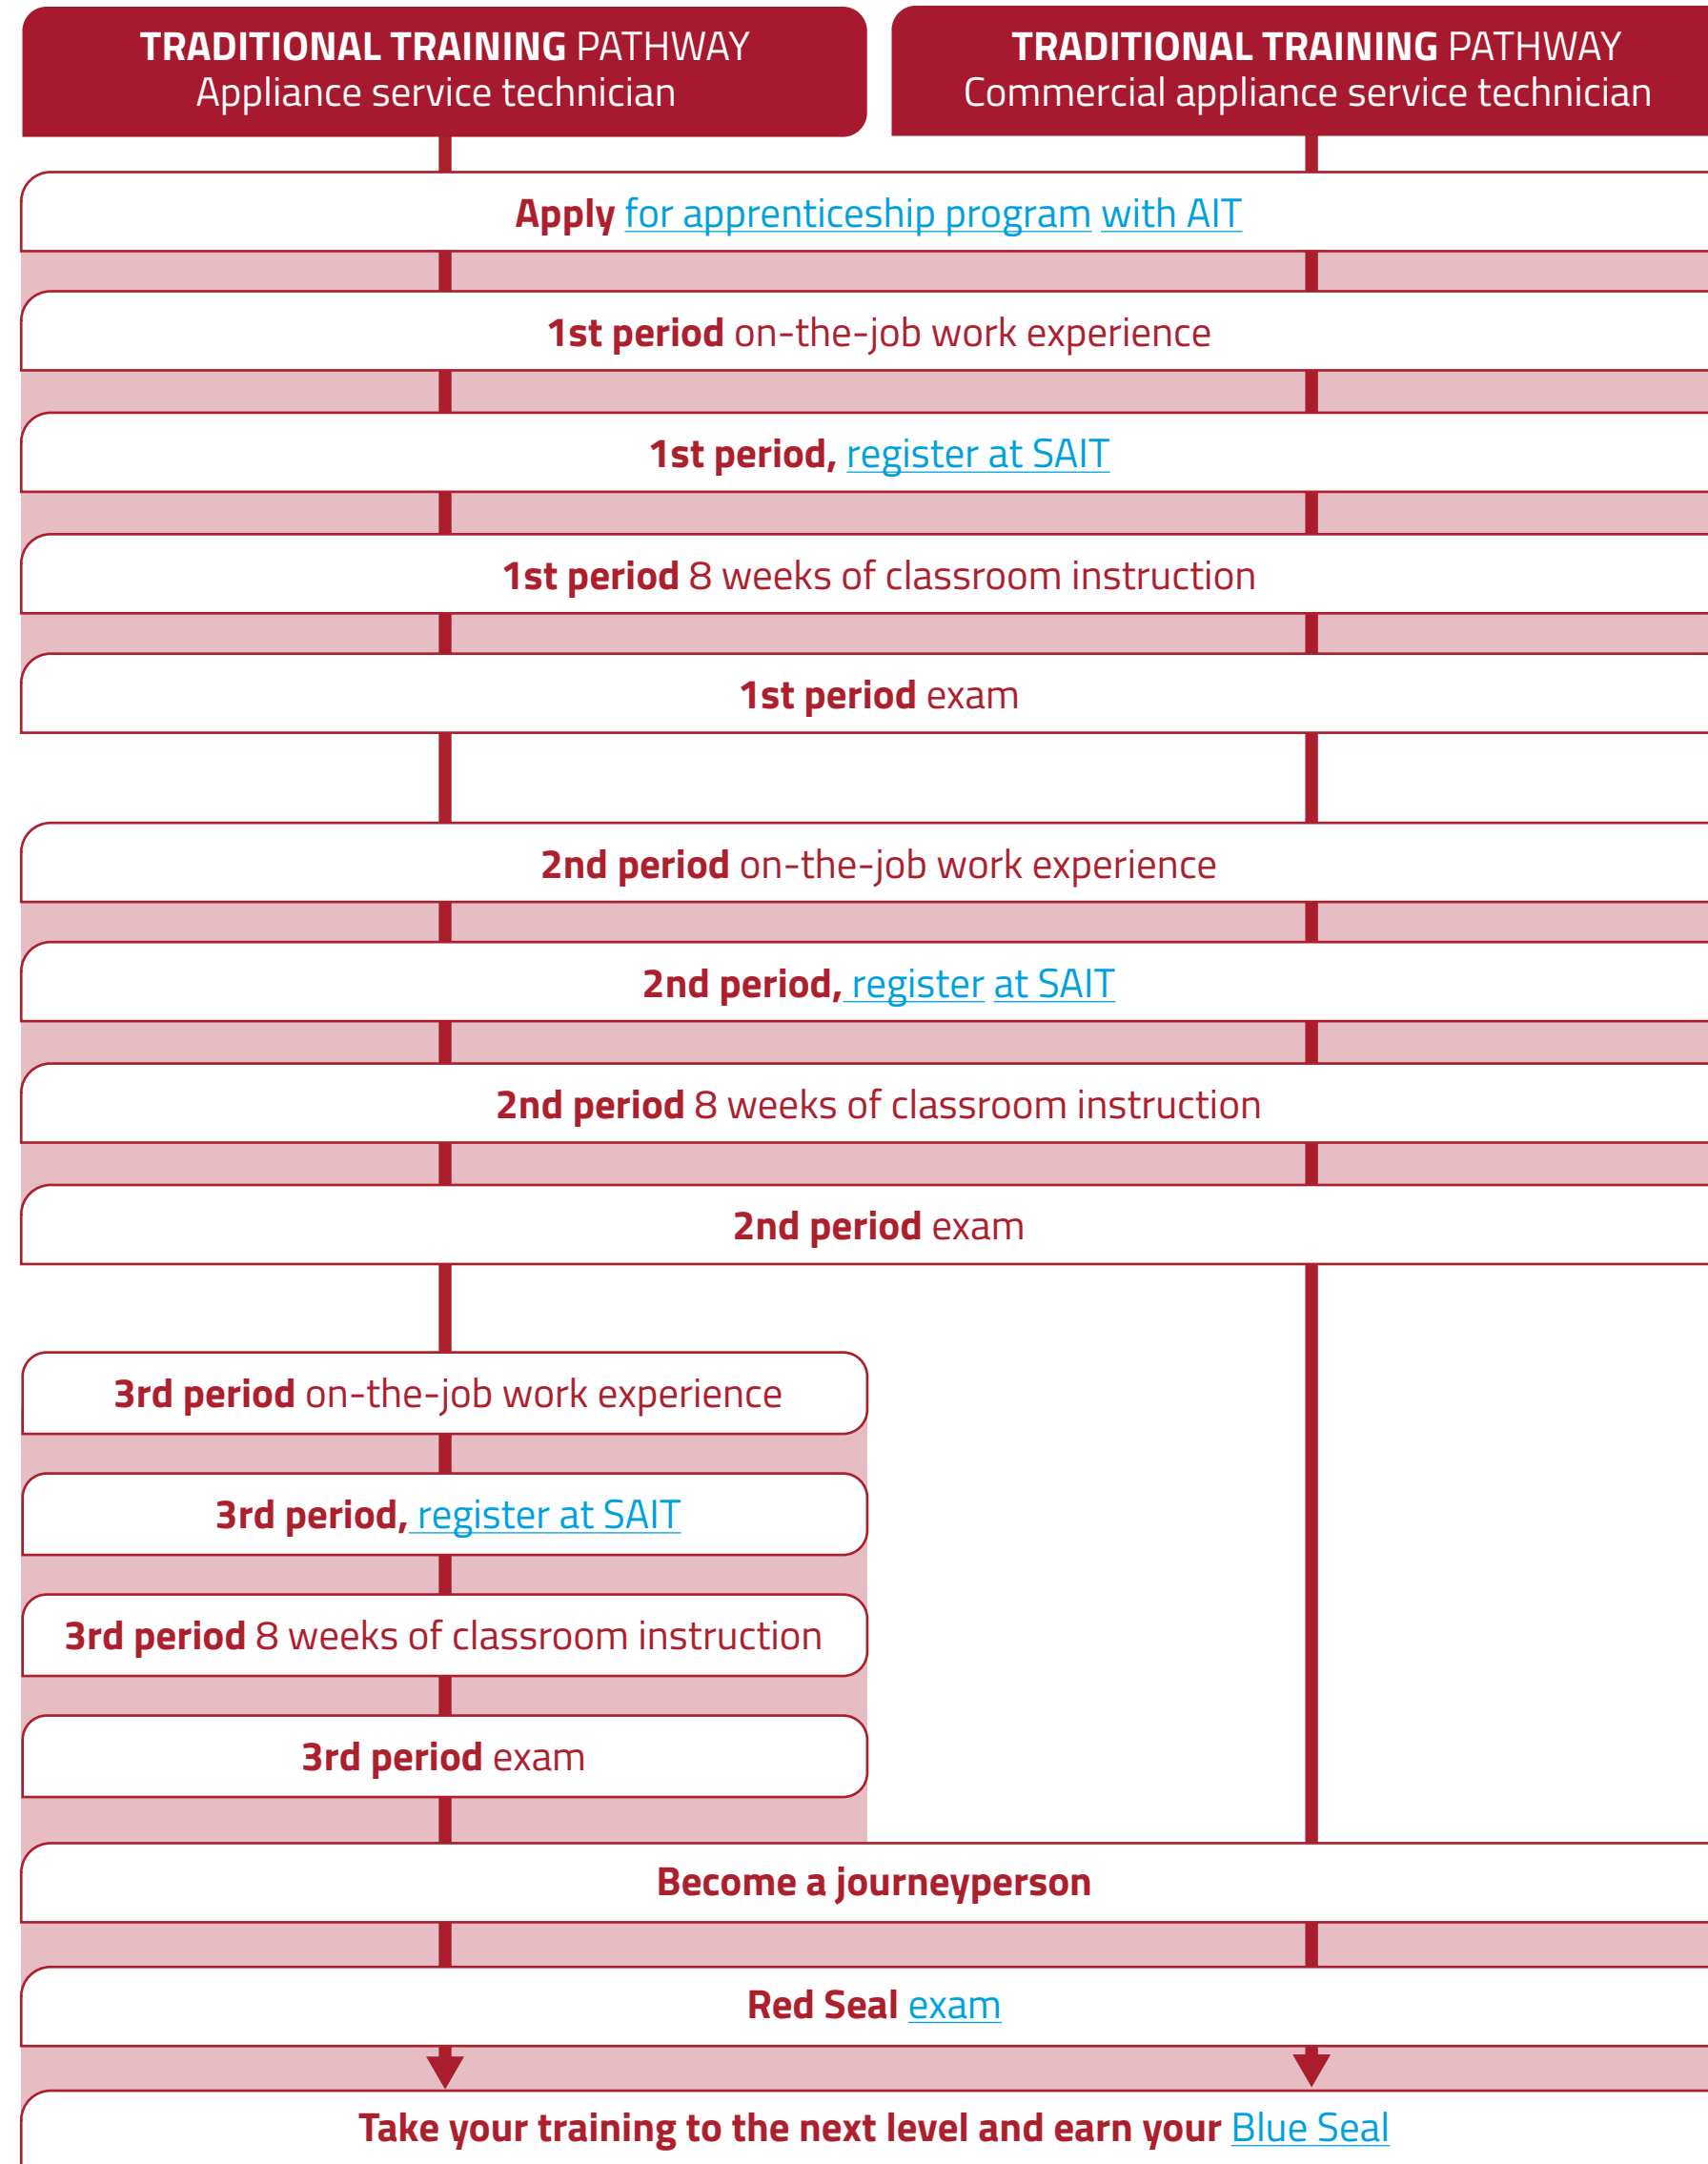 TRADITIONAL TRAINING PATHWAY
Appliance service technician
TRADITIONAL TRAINING PATHWAY
Commercial appliance service technician
Apply for apprenticeship program with AIT
1st period on-the-job work experience
1st period, register at SAIT
1st period 8 weeks of classroom instruction
1st period exam
2nd period on-the-job work experience
2nd period, register at SAIT
2nd period 8 weeks of classroom instruction
2nd period exam
3rd period on-the-job work experience
3rd period, register at SAIT
3rd period 8 weeks of classroom instruction
3rd period exam
Become a journeyperson
Red Seal exam
Take your training to the next level and earn your Blue Seal